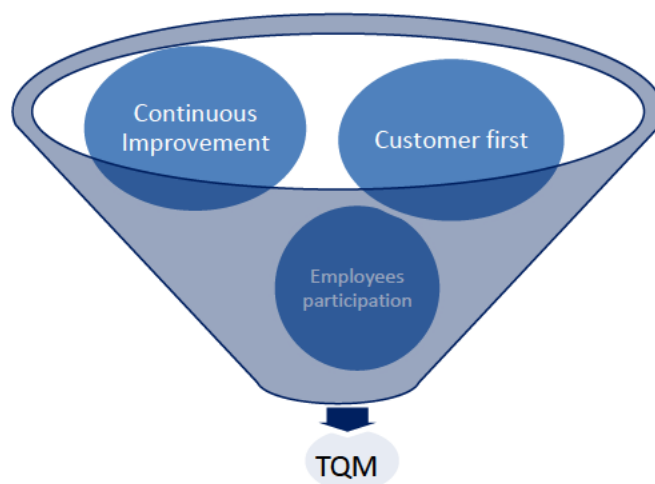 Continuous
Improvement
Customer first
Employees
participation
TQM